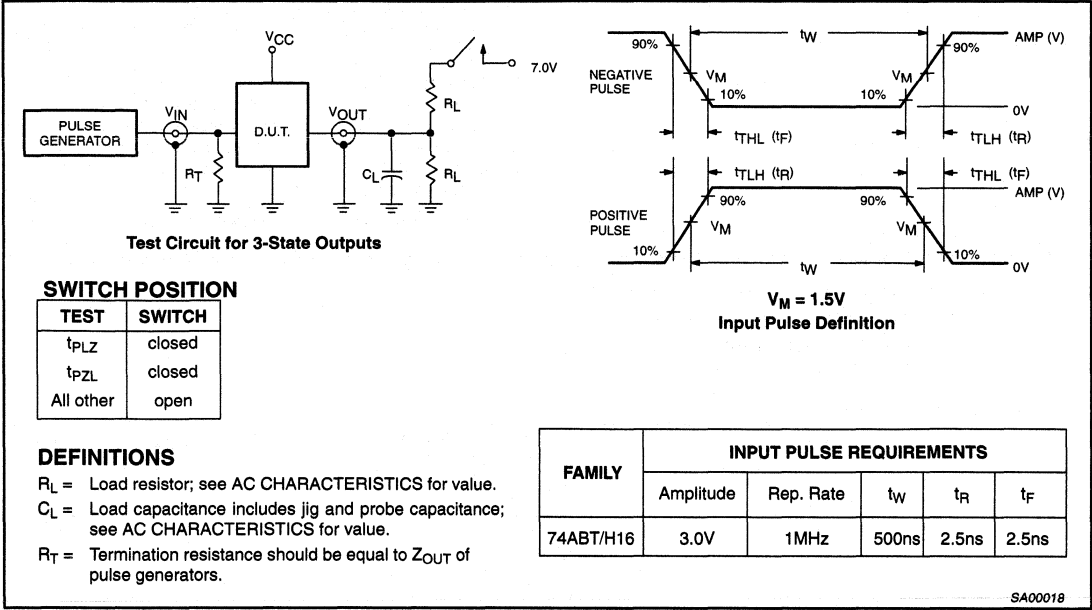 VCC
7.0V
RL
PULSE
GENERATOR
VIN
D.U.T.
VOUT
RT
CL
RL
Test Circuit for 3-State Outputs
90%
tW
90%
AMP (V)
NEGATIVE
PULSE
VM
VM
10%
10%
0V
tTHL (tF)
tTLH (tR)
tTLH (tR)
tTHL (tF)
AMP (V)
90%
90%
POSITIVE
PULSE
VM
VM
10%
10%
tW
0V
VM = 1.5V
Input Pulse Definition
SWITCH POSITION
TEST SWITCH
tPLZ closed
tPZL closed
All other open
DEFINITIONS
RL = Load resistor; see AC CHARACTERISTICS for value.
CL = Load capacitance includes jig and probe capacitance;
see AC CHARACTERISTICS for value.
RT = Termination resistance should be equal to ZOUT of
pulse generators.
FAMILY INPUT PULSE REQUIREMENTS
Amplitude Rep. Rate tW tR tF
74ABT/H16 3.0V 1MHz 500ns 2.5ns 2.5ns
SA00018